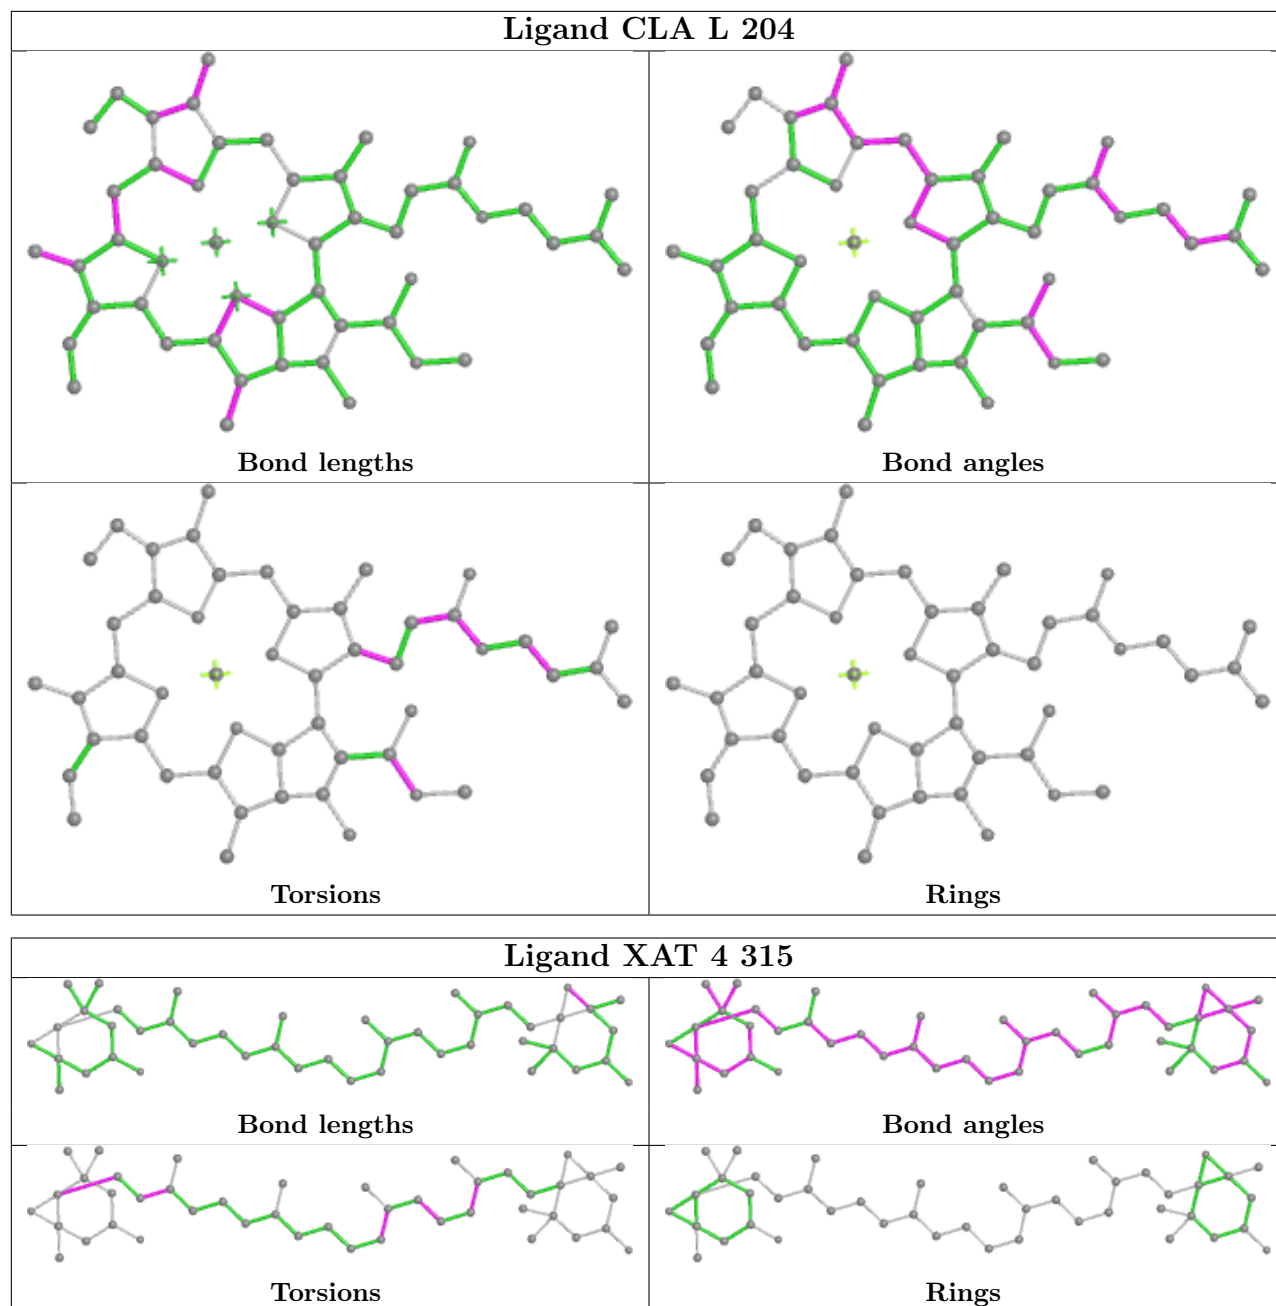 Ligand CLA L 204
Bond lengths
Bond angles
Torsions
Rings
Ligand XAT 4 315
Bond lengths
Bond angles
Torsions
Rings